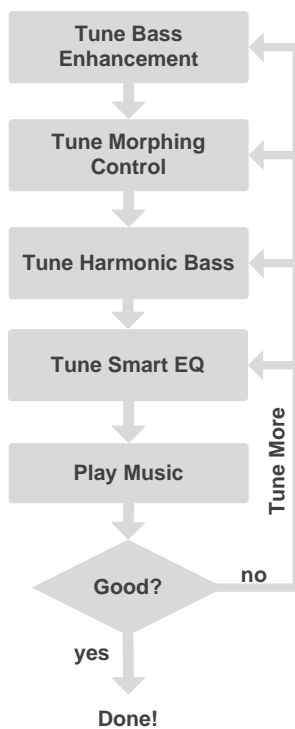 Tune Bass
Enhancement
Tune Morphing
Control
Tune Harmonic Bass
Tune Smart EQ
Play Music
Tune More
Good?
no
yes
Done!